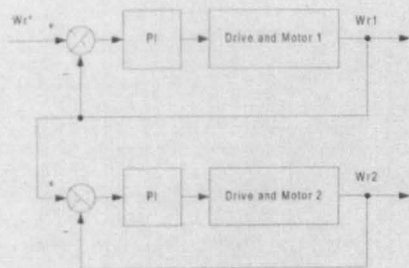 Wr*
+
-
PI
Drive and Motor 1
Wr1
+
-
PI
Drive and Motor 2
Wr2